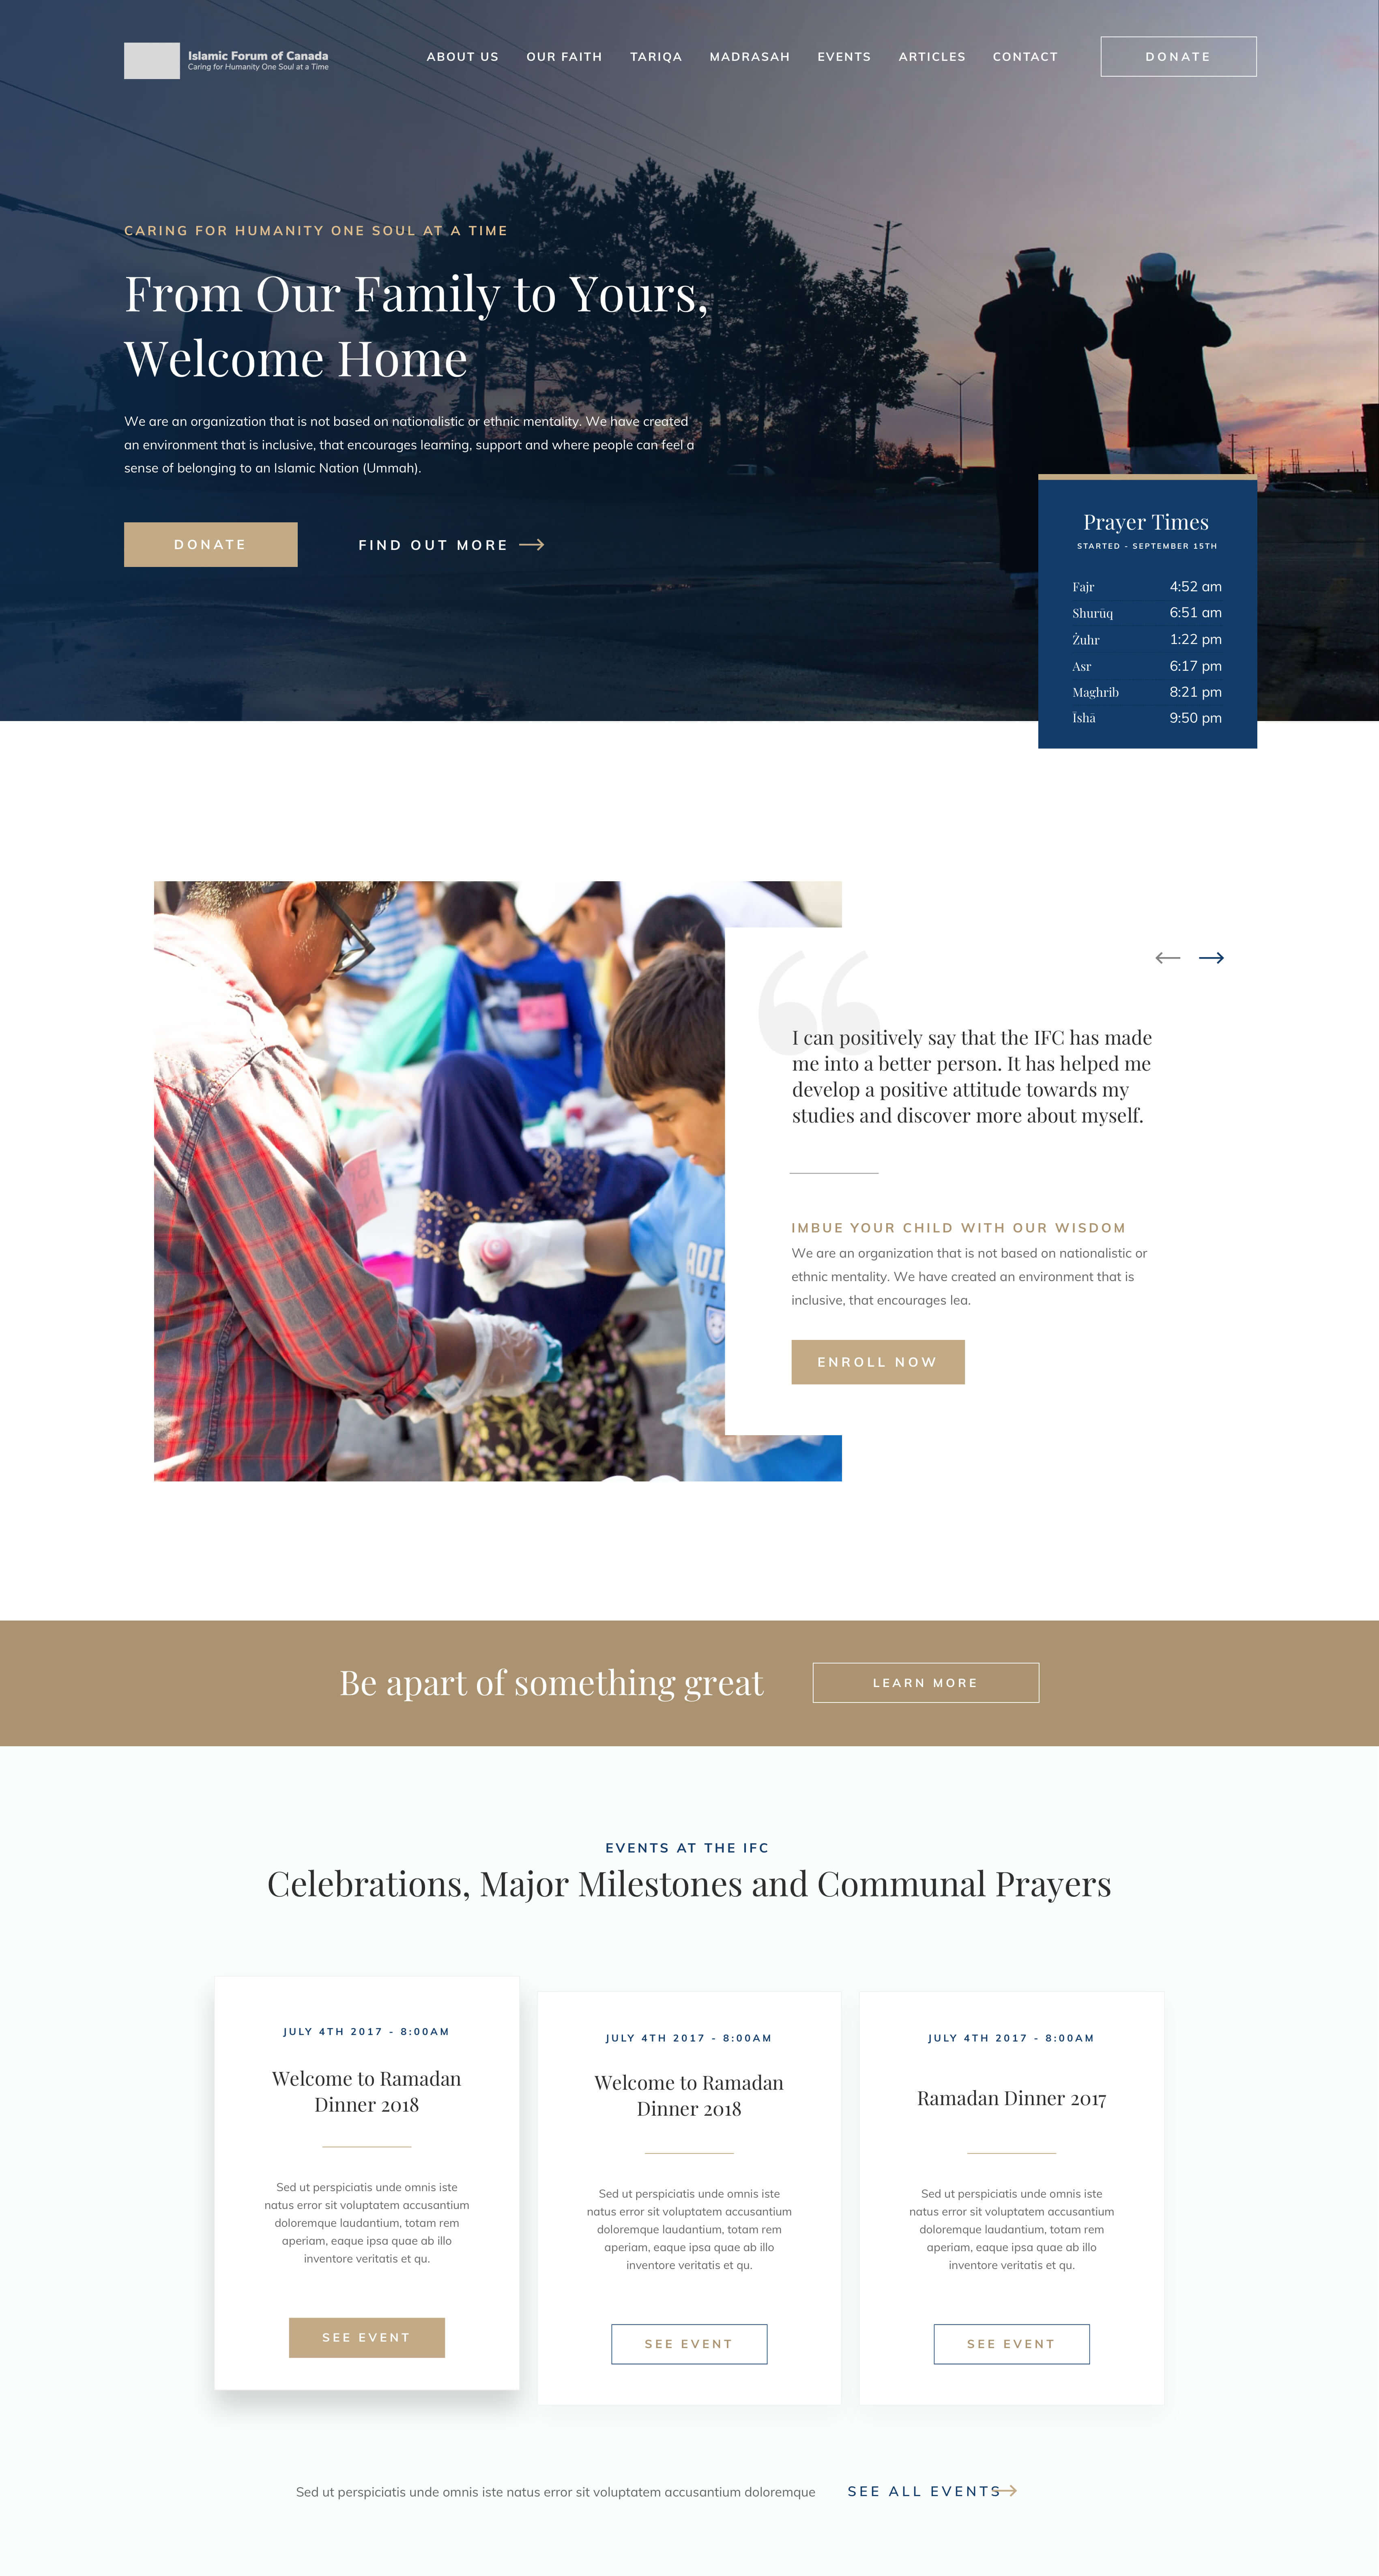 Islamic Forum of Canada
Caring for Humanity One Soul at a Time
ABOUT US OUR FAITH TARIQA MADRASAH EVENTS ARTICLES CONTACT DONATE
CARING FOR HUMANITY ONE SOUL AT A TIME
From Our Family to Yours,
Welcome Home
We are an organization that is not based on nationalistic or ethnic mentality. We have created
an environment that is inclusive, that encourages learning, support and where people can feel a
sense of belonging to an Islamic Nation (Ummah).
DONATE FIND OUT MORE
Prayer Times
STARTED - SEPTEMBER 15TH
Fajr 4:52 am
Shurūq 6:51 am
Żuhr 1:22 pm
Asr 6:17 pm
Maghrib 8:21 pm
Īshā 9:50 pm
I can positively say that the IFC has made
me into a better person. It has helped me
develop a positive attitude towards my
studies and discover more about myself.
IMBUE YOUR CHILD WITH OUR WISDOM
We are an organization that is not based on nationalistic or
ethnic mentality. We have created an environment that is
inclusive, that encourages lea.
ENROLL NOW
Be apart of something great
LEARN MORE
EVENTS AT THE IFC
Celebrations, Major Milestones and Communal Prayers
JULY 4TH 2017 - 8:00AM
Welcome to Ramadan
Dinner 2018
Sed ut perspiciatis unde omnis iste
natus error sit voluptatem accusantium
doloremque laudantium, totam rem
aperiam, eaque ipsa quae ab illo
inventore veritatis et qu.
SEE EVENT
JULY 4TH 2017 - 8:00AM
Welcome to Ramadan
Dinner 2018
Sed ut perspiciatis unde omnis iste
natus error sit voluptatem accusantium
doloremque laudantium, totam rem
aperiam, eaque ipsa quae ab illo
inventore veritatis et qu.
SEE EVENT
JULY 4TH 2017 - 8:00AM
Ramadan Dinner 2017
Sed ut perspiciatis unde omnis iste
natus error sit voluptatem accusantium
doloremque laudantium, totam rem
aperiam, eaque ipsa quae ab illo
inventore veritatis et qu.
SEE EVENT
Sed ut perspiciatis unde omnis iste natus error sit voluptatem accusantium doloremque
SEE ALL EVENTS